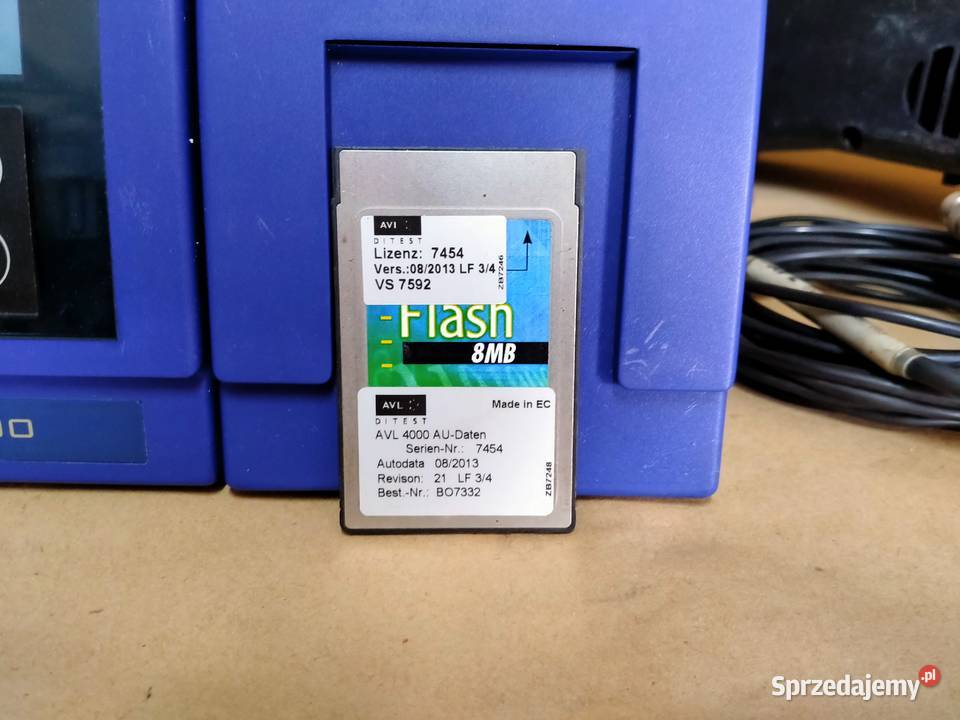 AVL
DITEST
Lizenz: 7454
Vers.:08/2013 LF 3/4
VS 7592
ZB7246
Flash
8MB
AVL
Made in EC
DITEST
AVL 4000 AU-Daten
Serien-Nr.: 7454
Autodata 08/2013
Revison: 21 LF 3/4
Best.-Nr.: BO7332
ZB7248
Sprzedajemy.pl